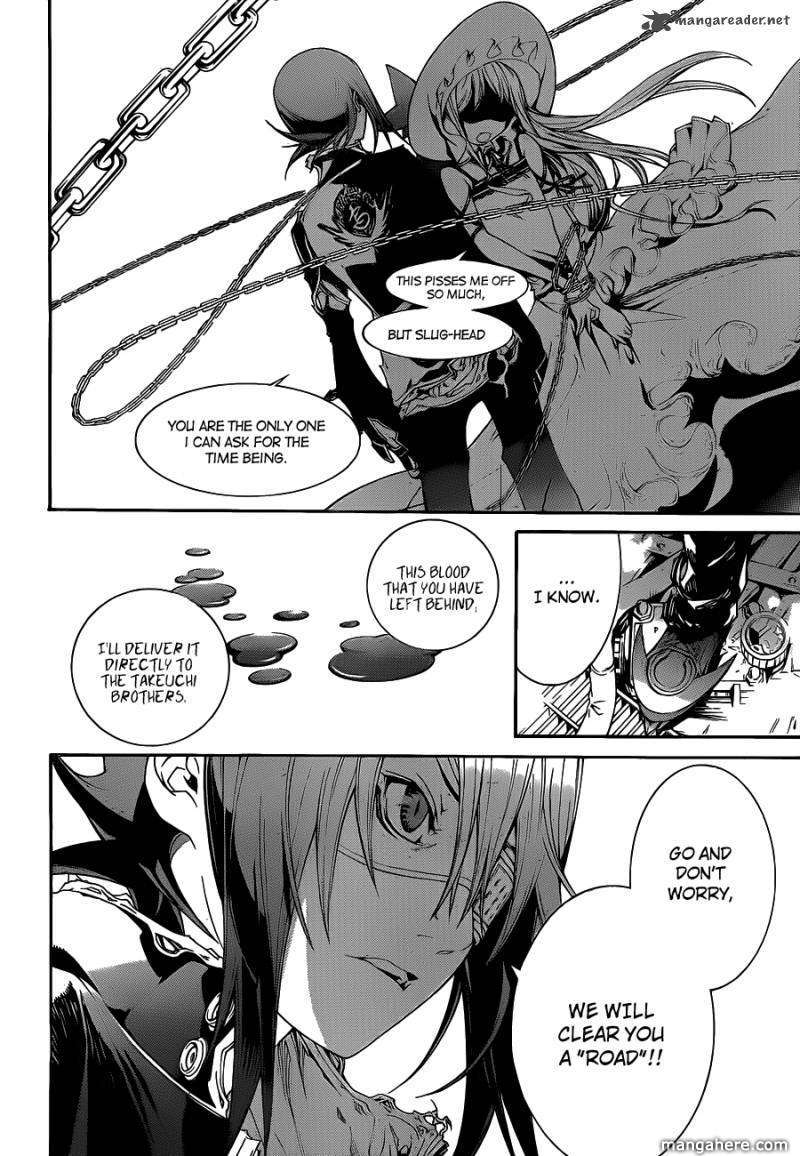 mangareader.net
THIS PISSES ME OFF
SO MUCH,
BUT SLUG-HEAD
YOU ARE THE ONLY ONE
I CAN ASK FOR THE
TIME BEING.
...
I KNOW.
THIS BLOOD
THAT YOU HAVE
LEFT BEHIND,
I'LL DELIVER IT
DIRECTLY TO
THE TAKEUCHI
BROTHERS.
GO AND
DON'T
WORRY,
WE WILL
CLEAR YOU
A "ROAD"!!
mangahere.com